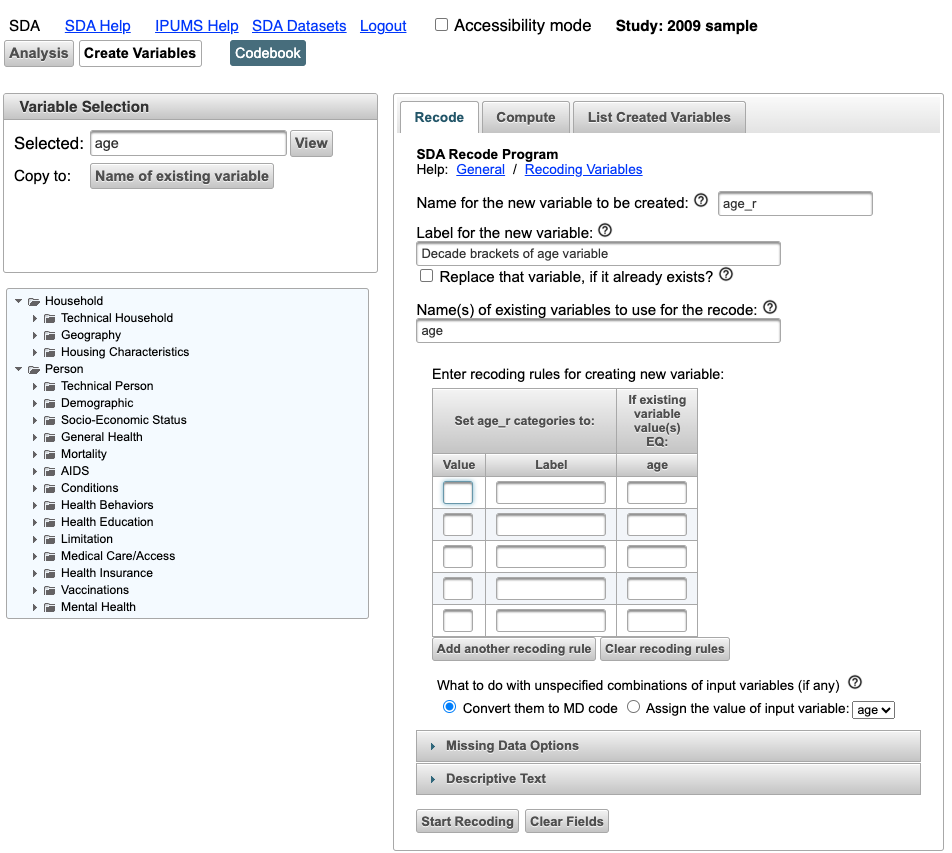 SDA SDA Help IPUMS Help SDA Datasets Logout Accessibility mode Study: 2009 sample
Analysis Create Variables Codebook
Variable Selection
Selected: age View
Copy to: Name of existing variable
Household
Technical Household
Geography
Housing Characteristics
Person
Technical Person
Demographic
Socio-Economic Status
General Health
Mortality
AIDS
Conditions
Health Behaviors
Health Education
Limitation
Medical Care/Access
Health Insurance
Vaccinations
Mental Health
Recode Compute List Created Variables
SDA Recode Program
Help: General / Recoding Variables
Name for the new variable to be created: ? age_r
Label for the new variable: ?
Decade brackets of age variable
Replace that variable, if it already exists? ?
Name(s) of existing variables to use for the recode: ?
age
Enter recoding rules for creating new variable:
Set age_r categories to:
If existing
variable
value(s)
EQ:
Value Label age
Add another recoding rule Clear recoding rules
What to do with unspecified combinations of input variables (if any) ?
Convert them to MD code Assign the value of input variable: age
Missing Data Options
Descriptive Text
Start Recoding Clear Fields